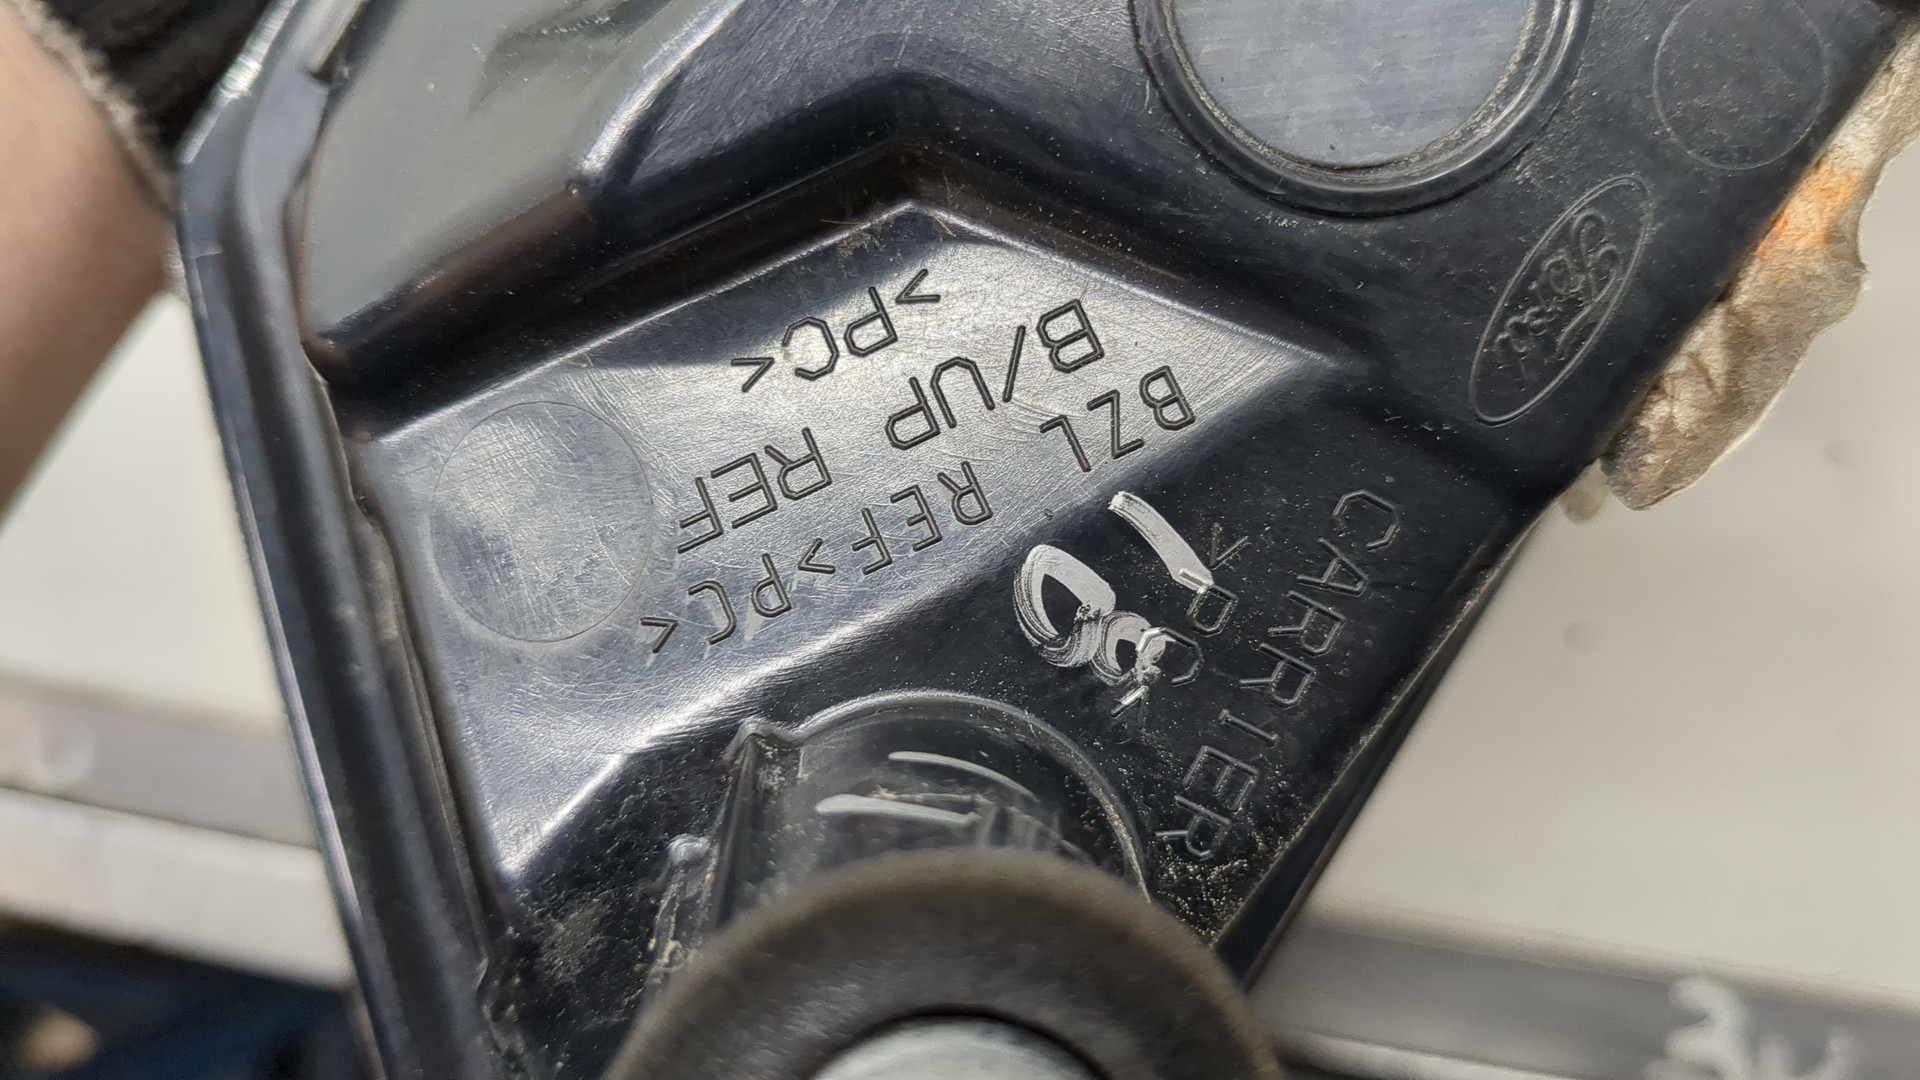 CARRIER
>PC<
BZL REF>PC<
B/UP REF
>PC<
Ford